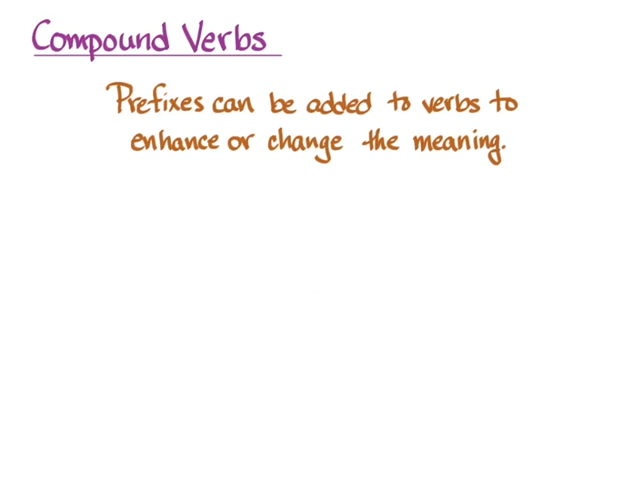 Compound Verbs
Prefixes can be added to verbs to
enhance or change the meaning.